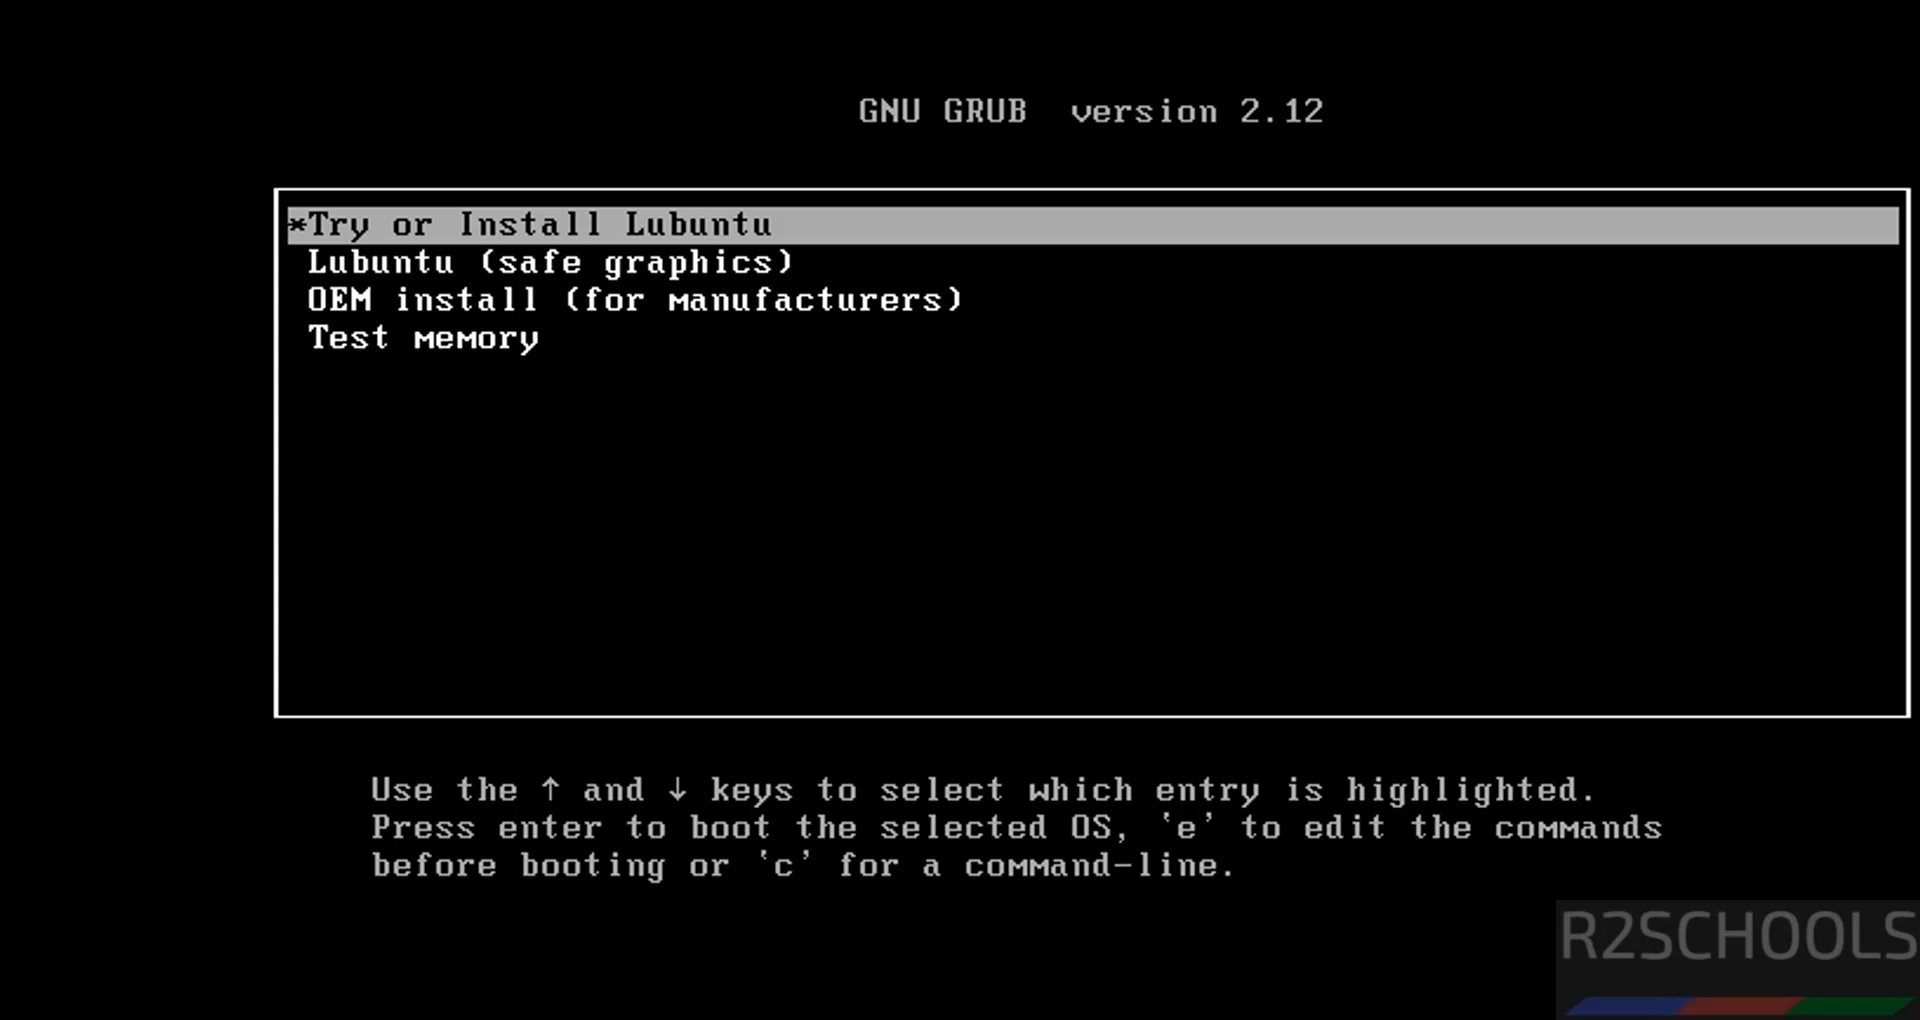 GNU GRUB  version 2.12
*Try or Install Lubuntu
Lubuntu (safe graphics)
OEM install (for manufacturers)
Test memory
Use the ↑ and ↓ keys to select which entry is highlighted.
Press enter to boot the selected OS, `e' to edit the commands
before booting or `c' for a command-line.
R2SCHOOLS